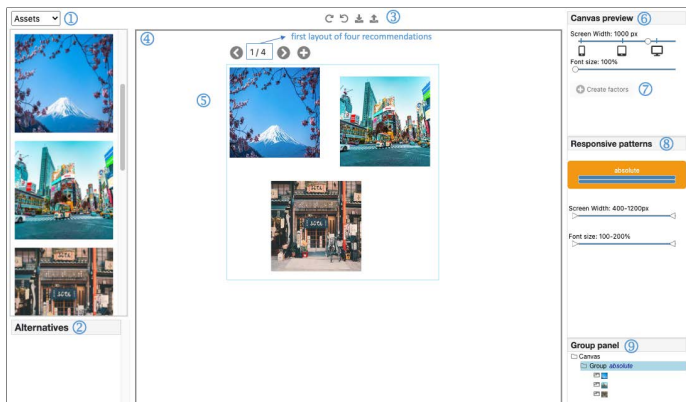 Assets
①
③
④
first layout of four recommendations
1 / 4
⑤
Alternatives ②
Canvas preview ⑥
Screen Width: 1000 px
Font size: 100%
Create factors ⑦
Responsive patterns ⑧
absolute
Screen Width: 400-1200px
Font size: 100-200%
Group panel ⑨
Canvas
Group absolute